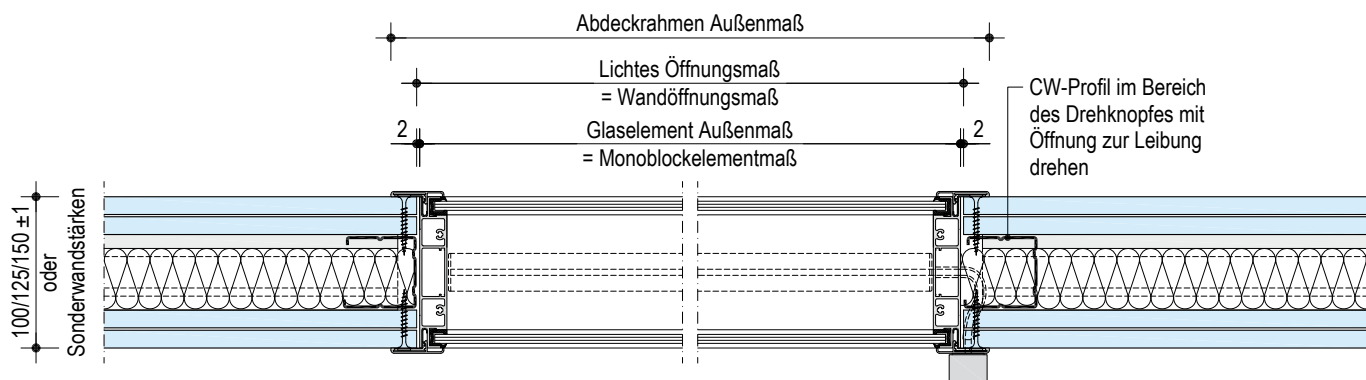 Abdeckrahmen Außenmaß
Lichtes Öffnungsmaß
= Wandöffnungsmaß
2
Glaselement Außenmaß
= Monoblockelementmaß
2
CW-Profil im Bereich
des Drehknopfes mit
Öffnung zur Leibung
drehen
100/125/150 ±1
oder
Sonderwandstärken